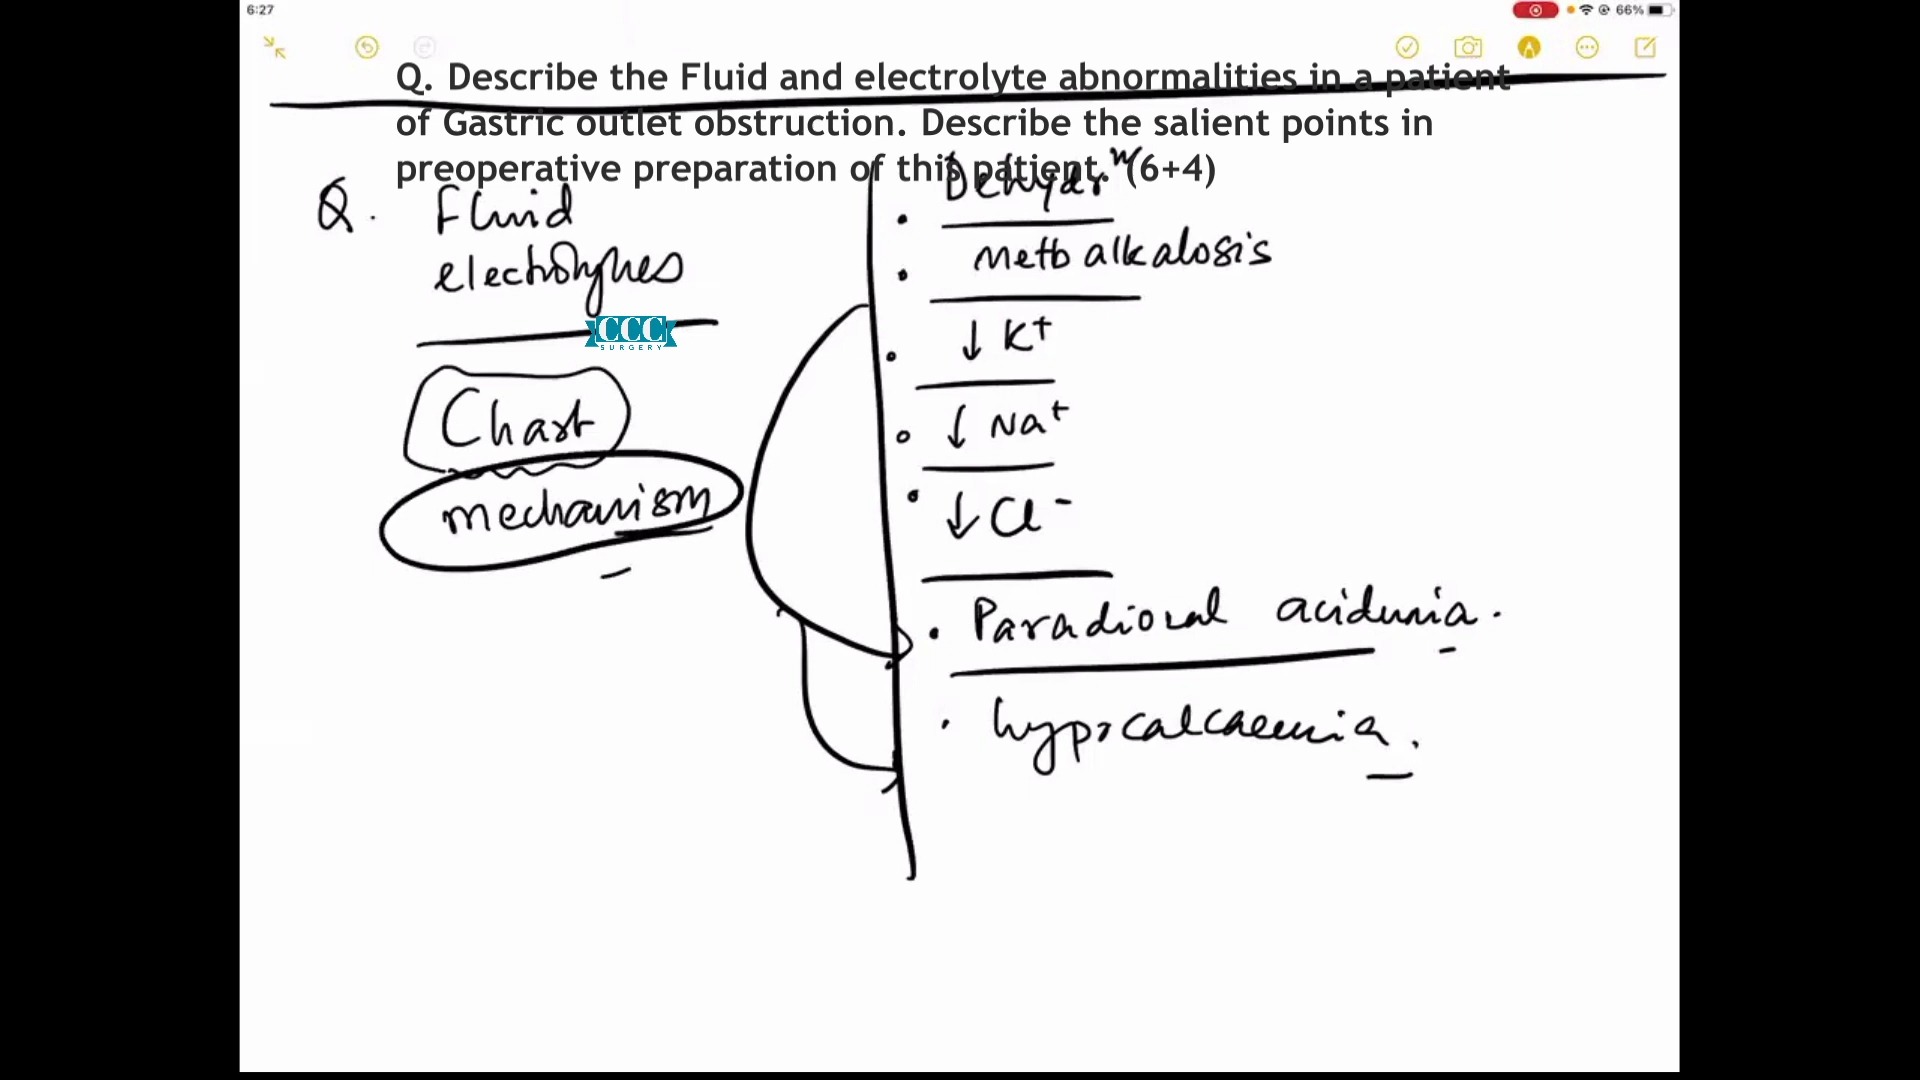 6:27
66%
Q. Describe the Fluid and electrolyte abnormalities in a patient
of Gastric outlet obstruction. Describe the salient points in
preoperative preparation of this patient. (6+4)
Q. Fluid
electrolytes
CCC
SURGERY
Chart
mechanism
Dehydrn
Metb alkalosis
↓ K+
↓ Na+
↓ Cl-
Paradioxal aciduria.
hypocalcaemia.